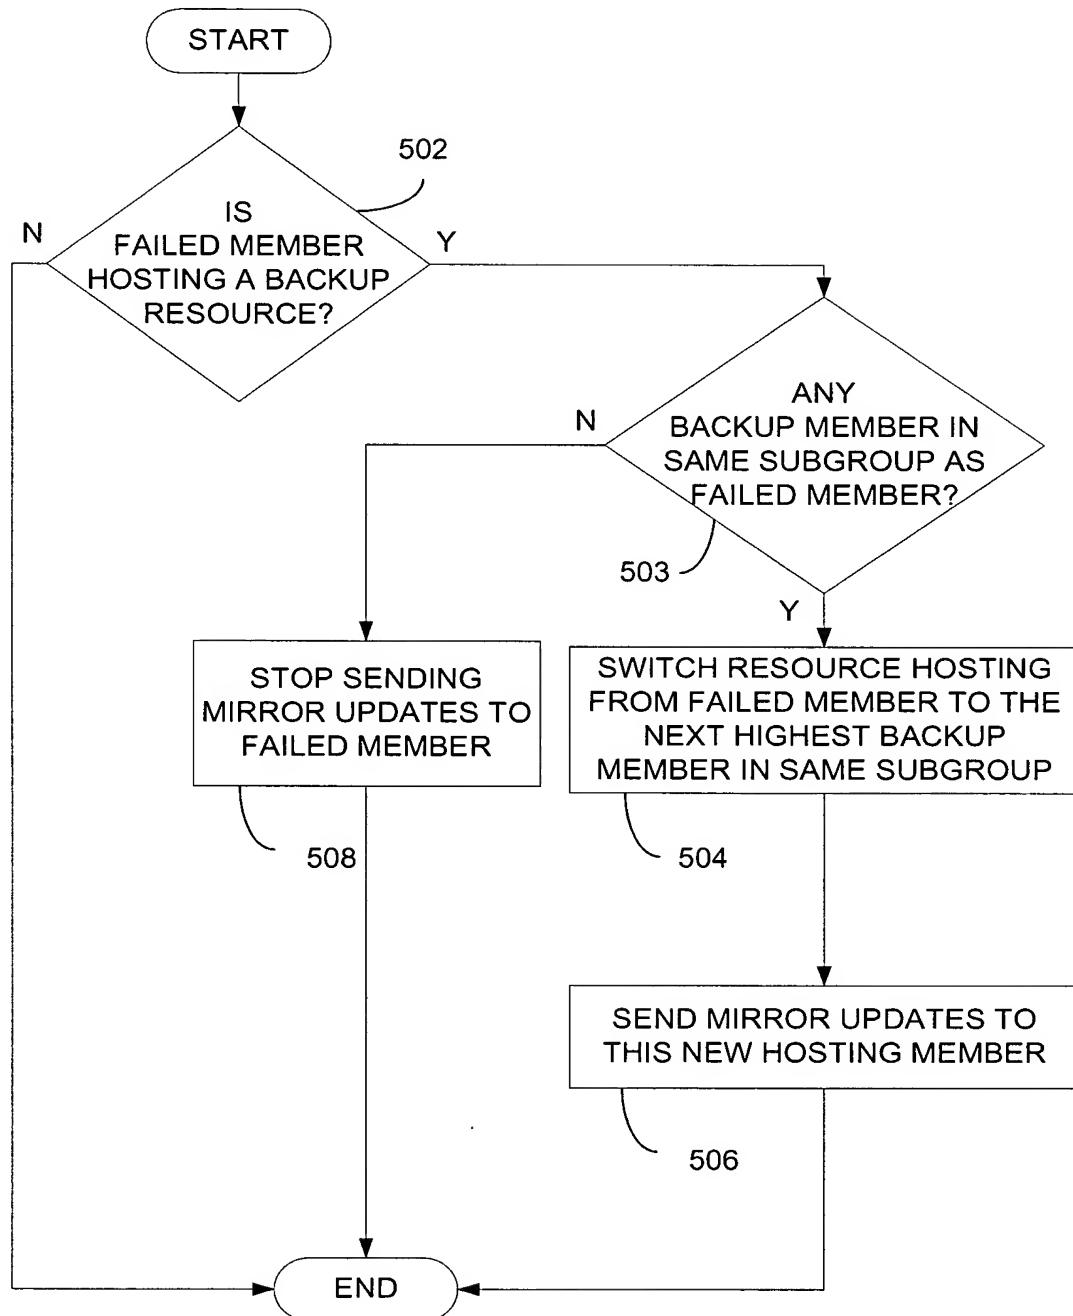 START
502
IS
FAILED MEMBER
HOSTING A BACKUP
RESOURCE?
N
Y
ANY
BACKUP MEMBER IN
SAME SUBGROUP AS
FAILED MEMBER?
N
503
Y
STOP SENDING
MIRROR UPDATES TO
FAILED MEMBER
508
SWITCH RESOURCE HOSTING
FROM FAILED MEMBER TO THE
NEXT HIGHEST BACKUP
MEMBER IN SAME SUBGROUP
504
SEND MIRROR UPDATES TO
THIS NEW HOSTING MEMBER
506
END